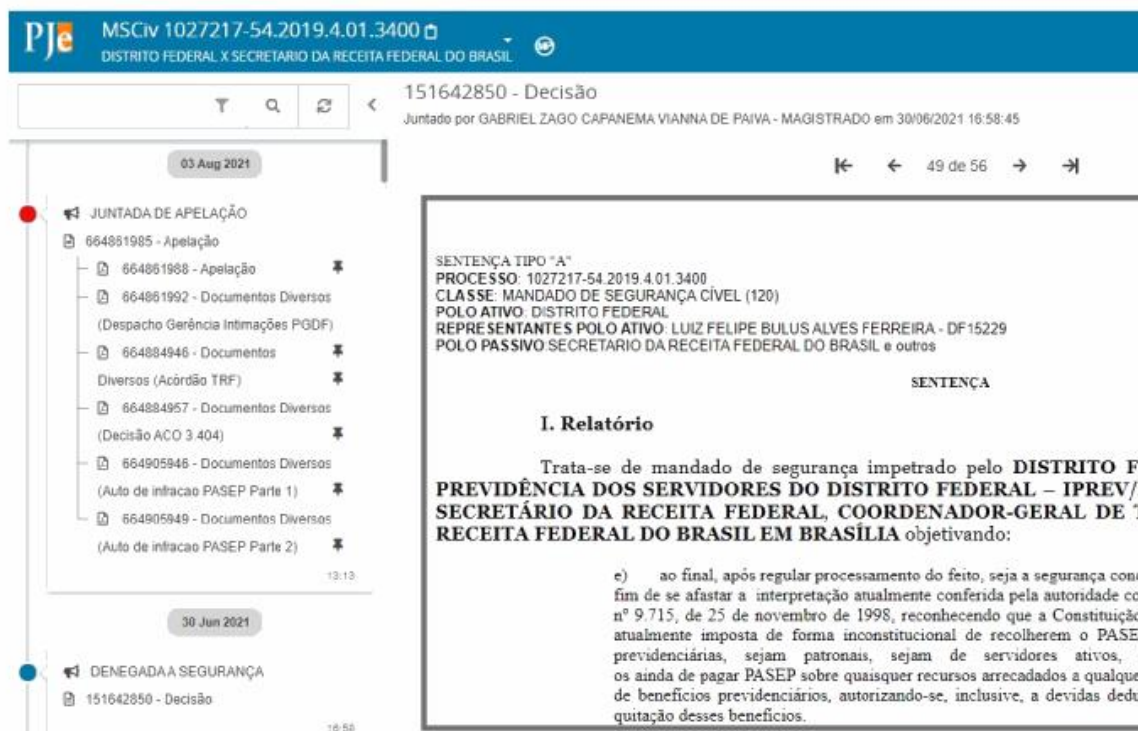 PJe
MSCiv 1027217-54.2019.4.01.3400
DISTRITO FEDERAL X SECRETARIO DA RECEITA FEDERAL DO BRASIL
151642850 - Decisão
Juntado por GABRIEL ZAGO CAPANEMA VIANNA DE PAIVA - MAGISTRADO em 30/06/2021 16:58:45
49 de 56
03 Aug 2021
JUNTADA DE APELAÇÃO
664861985 - Apelação
664861988 - Apelação
664861992 - Documentos Diversos
(Despacho Gerência Intimações PGDF)
664884946 - Documentos
Diversos (Acórdão TRF)
664884957 - Documentos Diversos
(Decisão ACO 3.404)
664905946 - Documentos Diversos
(Auto de infracao PASEP Parte 1)
664905949 - Documentos Diversos
(Auto de infracao PASEP Parte 2)
13:13
30 Jun 2021
DENEGADA A SEGURANÇA
151642850 - Decisão
16:58
SENTENÇA TIPO "A"
PROCESSO: 1027217-54.2019.4.01.3400
CLASSE: MANDADO DE SEGURANÇA CÍVEL (120)
POLO ATIVO: DISTRITO FEDERAL
REPRESENTANTES POLO ATIVO: LUIZ FELIPE BULUS ALVES FERREIRA - DF15229
POLO PASSIVO:SECRETARIO DA RECEITA FEDERAL DO BRASIL e outros
SENTENÇA
I. Relatório
Trata-se de mandado de segurança impetrado pelo DISTRITO F
PREVIDÊNCIA DOS SERVIDORES DO DISTRITO FEDERAL – IPREV/
SECRETÁRIO DA RECEITA FEDERAL, COORDENADOR-GERAL DE T
RECEITA FEDERAL DO BRASIL EM BRASÍLIA objetivando:
e) ao final, após regular processamento do feito, seja a segurança conc
fim de se afastar a interpretação atualmente conferida pela autoridade co
nº 9.715, de 25 de novembro de 1998, reconhecendo que a Constituição
atualmente imposta de forma inconstitucional de recolherem o PASE
previdenciárias, sejam patronais, sejam de servidores ativos,
os ainda de pagar PASEP sobre quaisquer recursos arrecadados a qualque
de benefícios previdenciários, autorizando-se, inclusive, a devidas dedu
quitação desses benefícios.